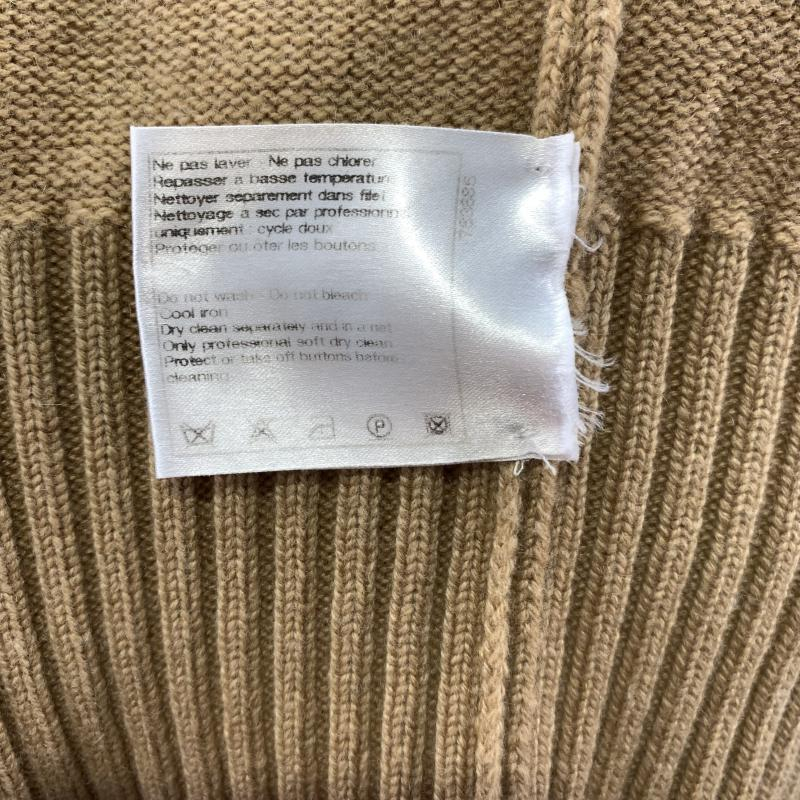 Ne pas laver - Ne pas chlorer
Repasser a basse temperature
Nettoyer separement dans filet
Nettoyage a sec par professionn
uniquement : cycle doux
Proteger ou oter les boutons
Do not wash - Do not bleach
Cool iron
Dry clean separately and in a net
Only professional soft dry clean
Protect or take off buttons before
cleaning
P